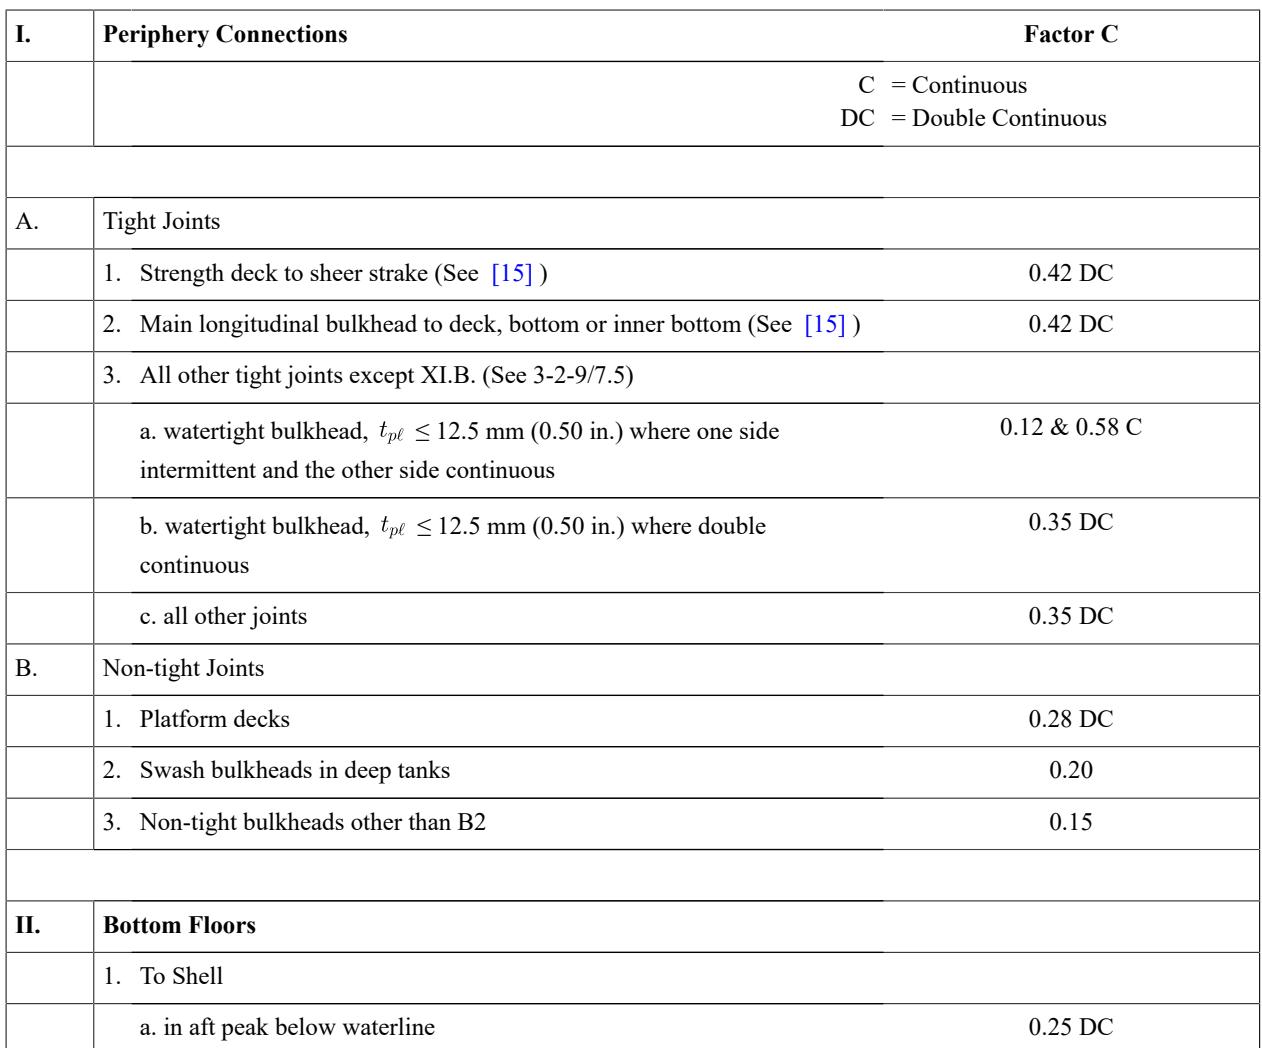 I. Periphery Connections Factor C
C = Continuous
DC = Double Continuous
A. Tight Joints
1. Strength deck to sheer strake (See [15] ) 0.42 DC
2. Main longitudinal bulkhead to deck, bottom or inner bottom (See [15] ) 0.42 DC
3. All other tight joints except XI.B. (See 3-2-9/7.5)
a. watertight bulkhead, tpℓ ≤ 12.5 mm (0.50 in.) where one side 0.12 & 0.58 C
intermittent and the other side continuous
b. watertight bulkhead, tpℓ ≤ 12.5 mm (0.50 in.) where double 0.35 DC
continuous
c. all other joints 0.35 DC
B. Non-tight Joints
1. Platform decks 0.28 DC
2. Swash bulkheads in deep tanks 0.20
3. Non-tight bulkheads other than B2 0.15
II. Bottom Floors
1. To Shell
a. in aft peak below waterline 0.25 DC